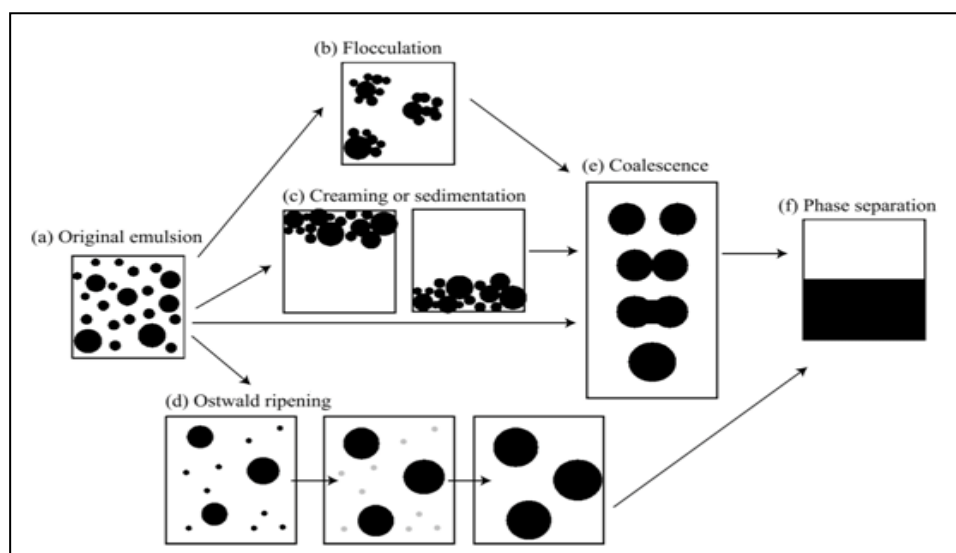 (b) Flocculation
(e) Coalescence
(c) Creaming or sedimentation
(f) Phase separation
(a) Original emulsion
(d) Ostwald ripening